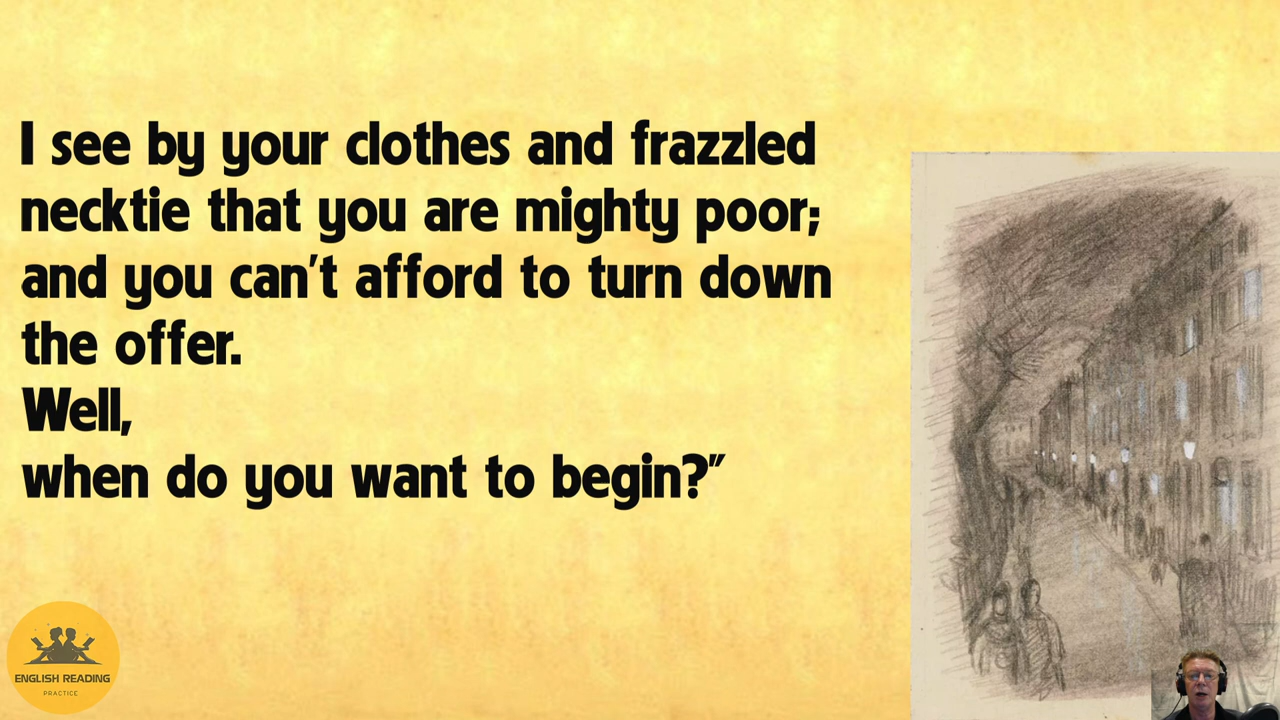 I see by your clothes and frazzled
necktie that you are mighty poor;
and you can't afford to turn down
the offer.
Well,
when do you want to begin?”
ENGLISH READING
PRACTICE